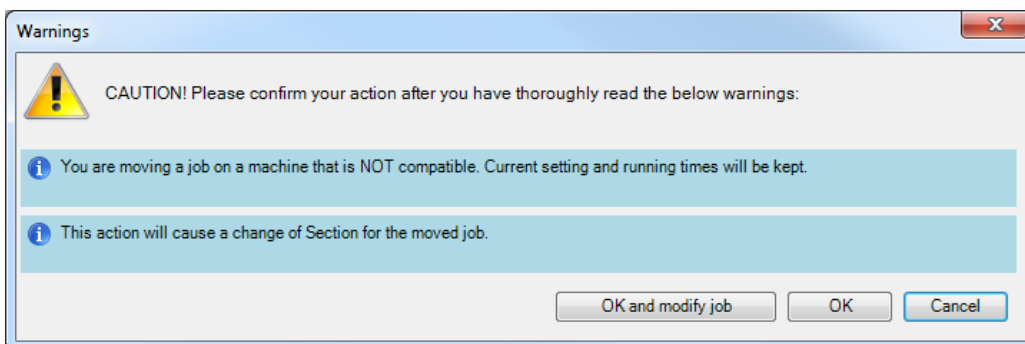 Warnings
CAUTION! Please confirm your action after you have thoroughly read the below warnings:
You are moving a job on a machine that is NOT compatible. Current setting and running times will be kept.
This action will cause a change of Section for the moved job.
OK and modify job
OK
Cancel